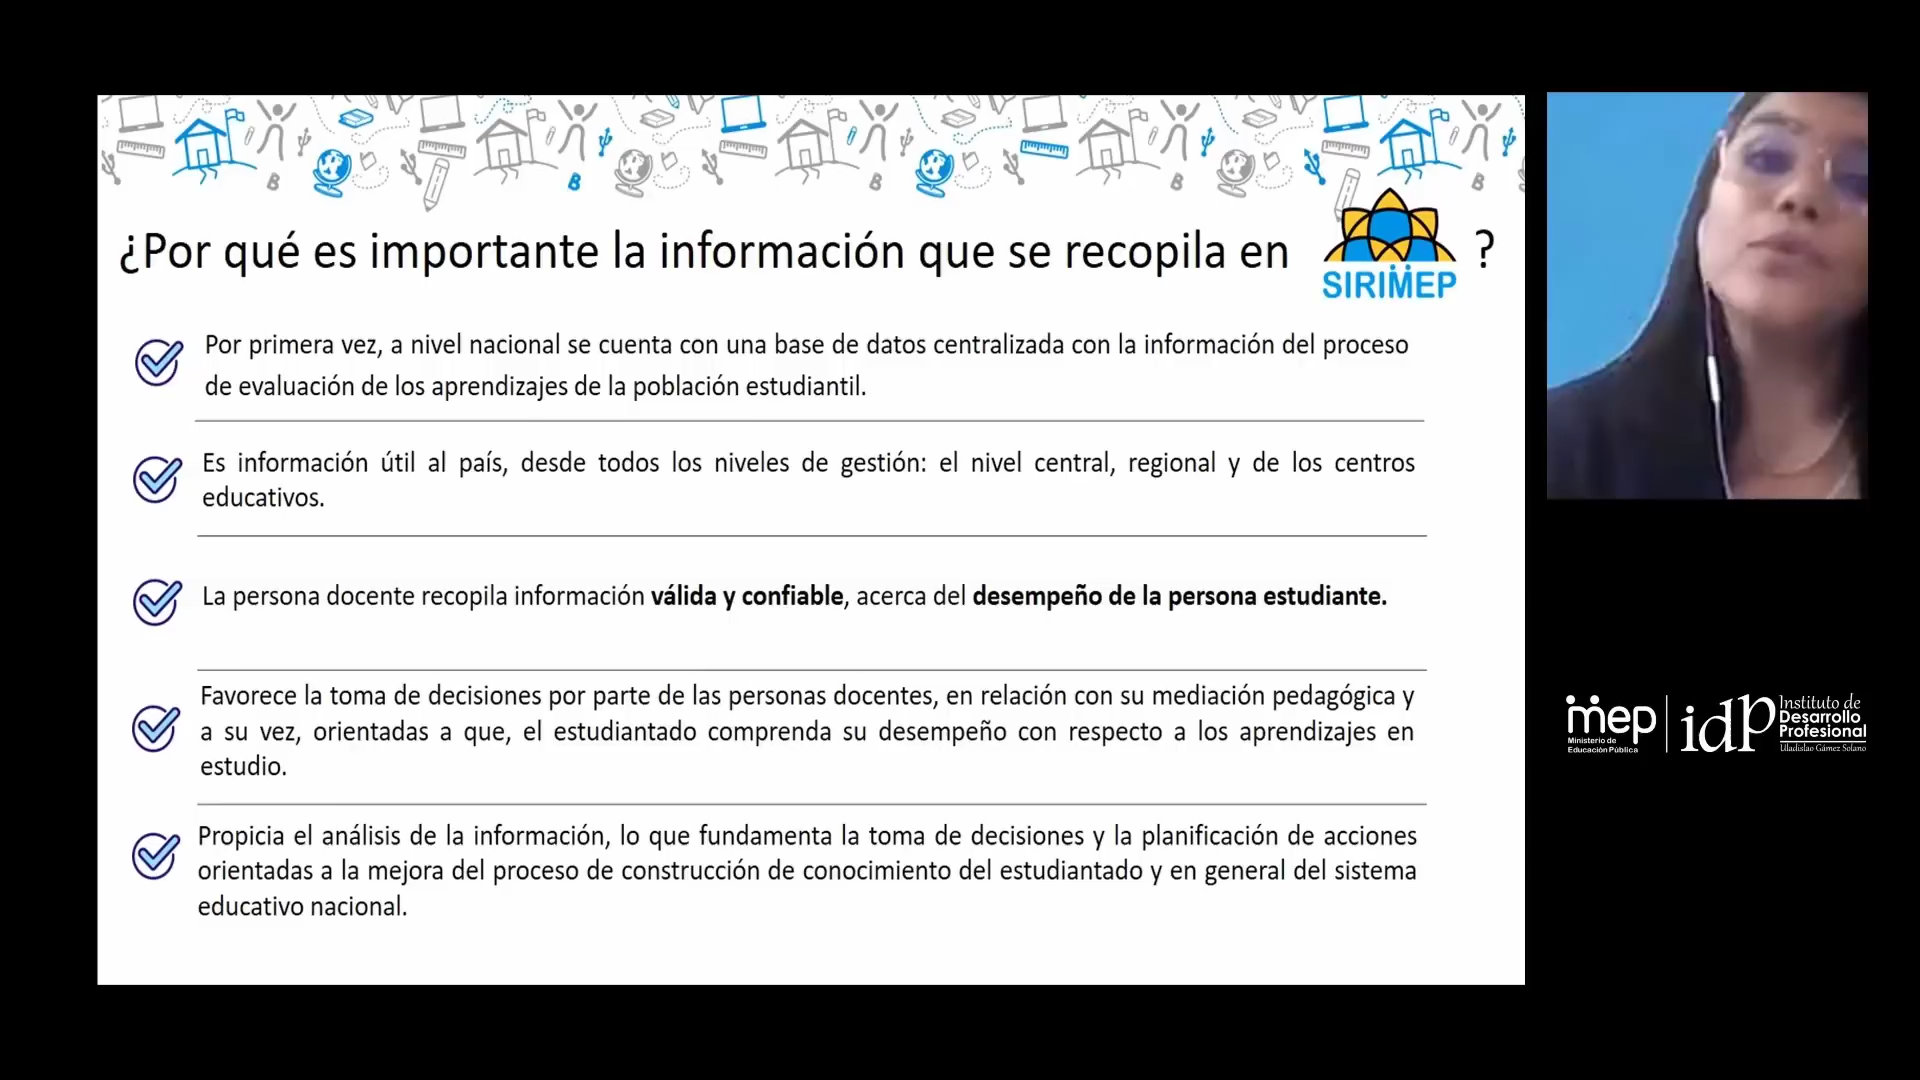 ¿Por qué es importante la información que se recopila en SIRIMEP ?
Por primera vez, a nivel nacional se cuenta con una base de datos centralizada con la información del proceso
de evaluación de los aprendizajes de la población estudiantil.
Es información útil al país, desde todos los niveles de gestión: el nivel central, regional y de los centros
educativos.
La persona docente recopila información válida y confiable, acerca del desempeño de la persona estudiante.
Favorece la toma de decisiones por parte de las personas docentes, en relación con su mediación pedagógica y
a su vez, orientadas a que, el estudiantado comprenda su desempeño con respecto a los aprendizajes en
estudio.
Propicia el análisis de la información, lo que fundamenta la toma de decisiones y la planificación de acciones
orientadas a la mejora del proceso de construcción de conocimiento del estudiantado y en general del sistema
educativo nacional.
mep
Ministerio de
Educación Pública
idp
Instituto de
Desarrollo
Profesional
Uladislao Gámez Solano